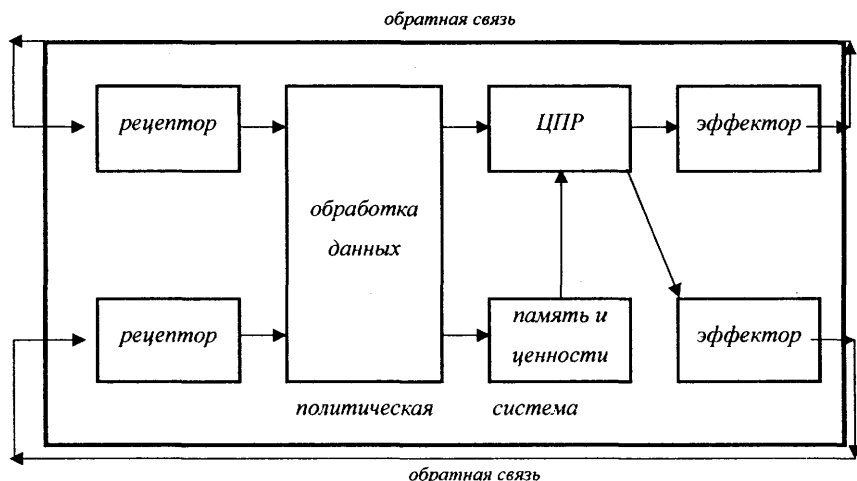 обратная связь
рецептор
ЦПР
эффектор
обработка
данных
рецептор
память и
ценности
эффектор
политическая система
обратная связь